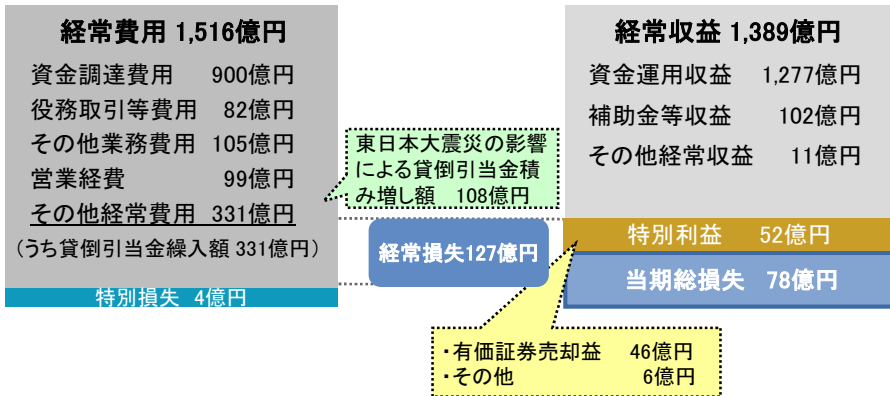 経常費用 1,516億円
資金調達費用 900億円
役務取引等費用 82億円
その他業務費用 105億円
営業経費 99億円
その他経常費用 331億円
（うち貸倒引当金繰入額 331億円）
特別損失 4億円
東日本大震災の影響
による貸倒引当金積
み増し額 108億円
経常損失127億円
経常収益 1,389億円
資金運用収益 1,277億円
補助金等収益 102億円
その他経常収益 11億円
特別利益 52億円
当期総損失 78億円
・有価証券売却益 46億円
・その他 6億円